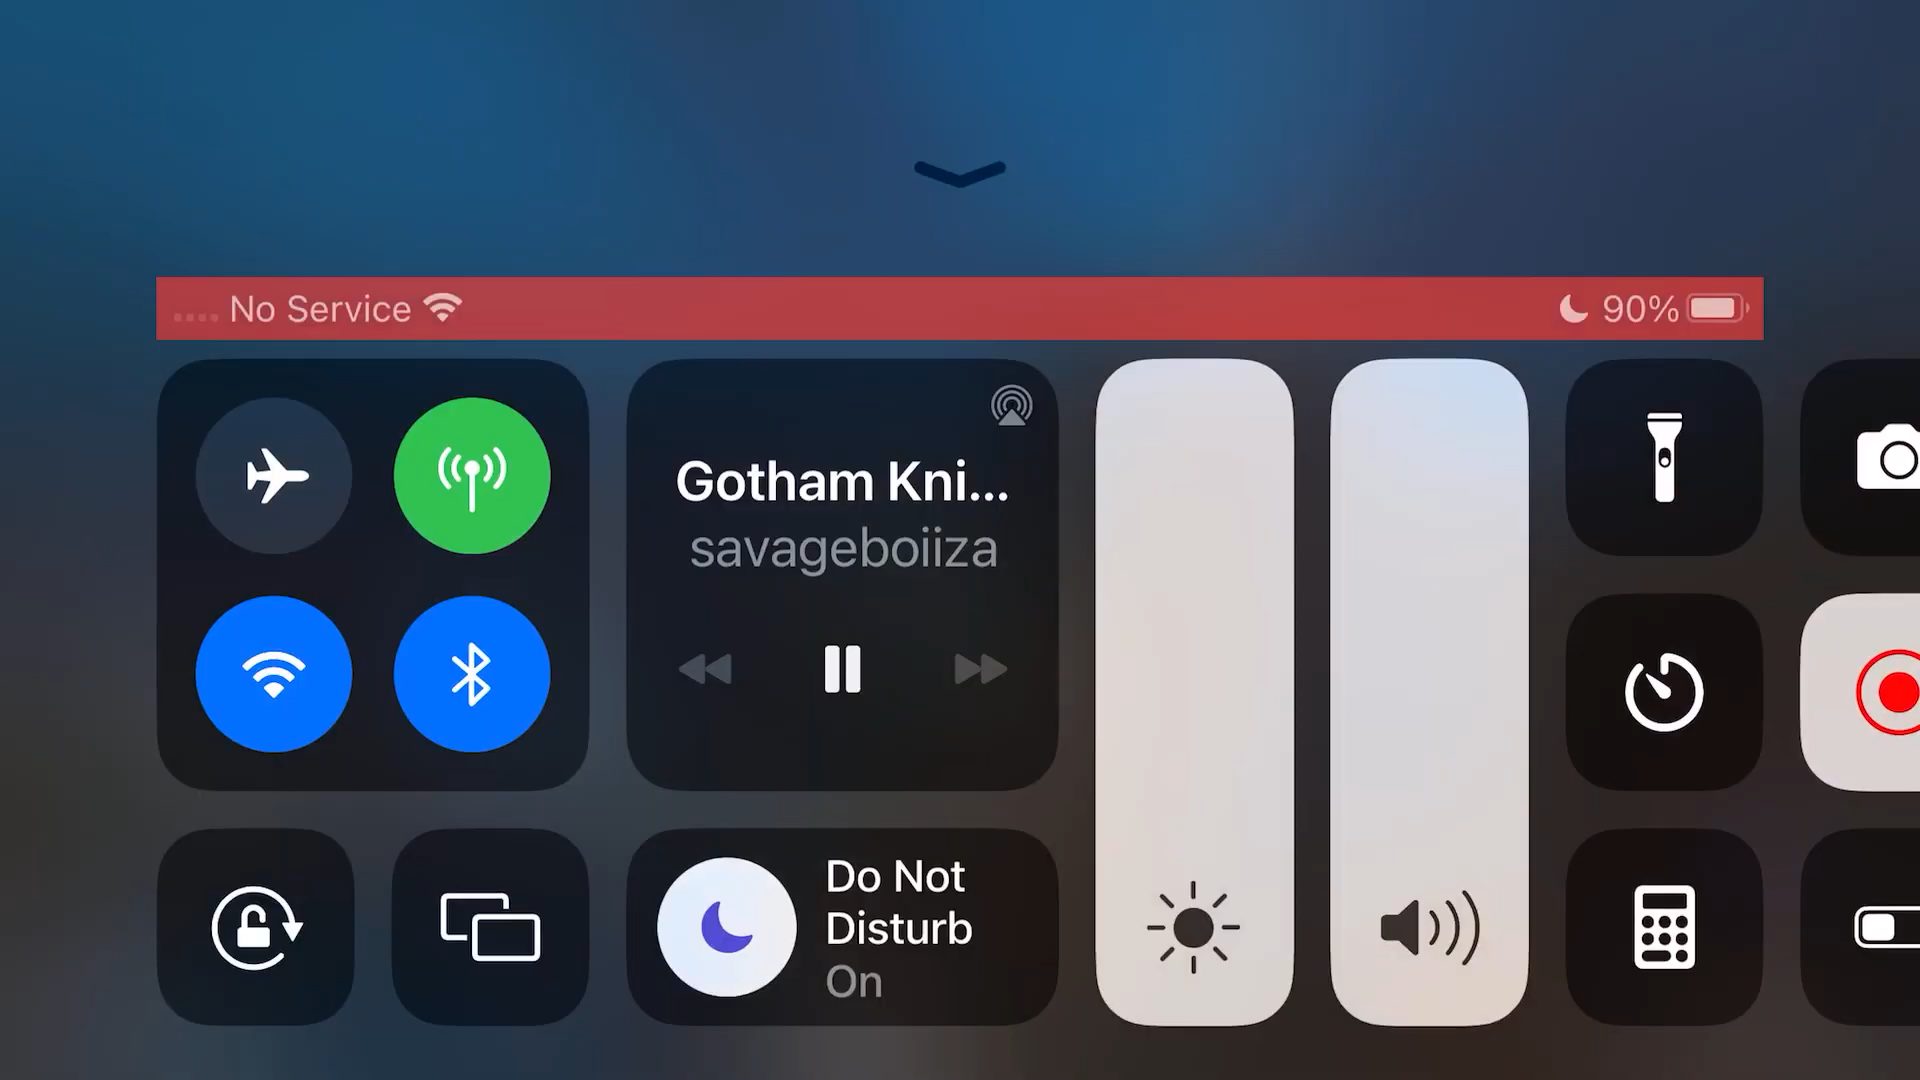 No Service
90%
Gotham Kni...
savageboiiza
Do Not
Disturb
On